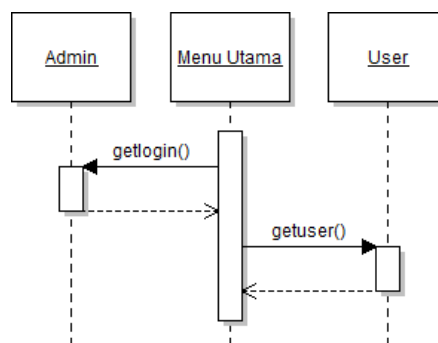 Admin
Menu Utama
User
getlogin()
getuser()